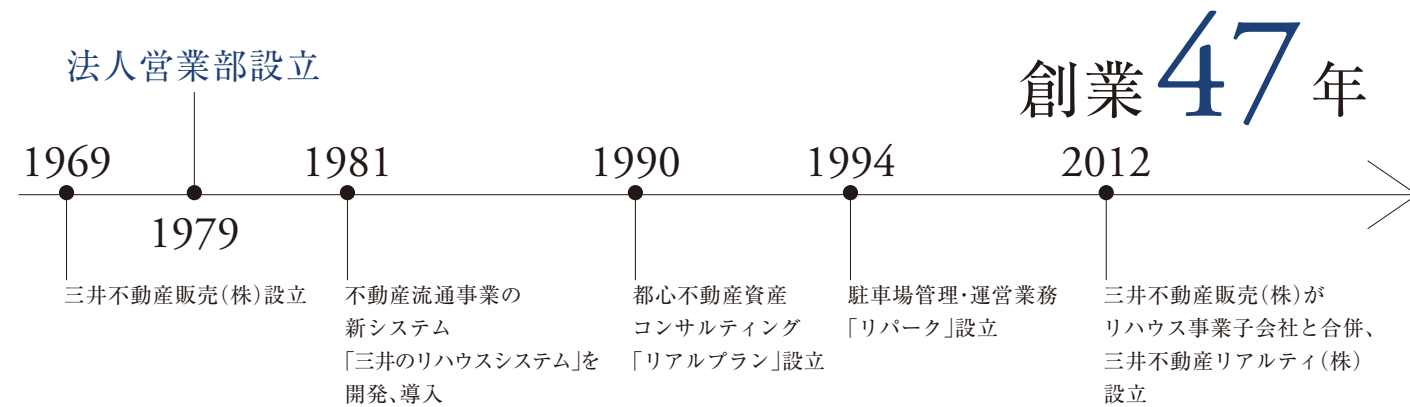 法人営業部設立
創業47年
1969
1979
1981
1990
1994
2012
三井不動産販売(株)設立
不動産流通事業の
新システム
「三井のリハウスシステム」を
開発、導入
都心不動産資産
コンサルティング
「リアルプラン」設立
駐車場管理・運営業務
「リパーク」設立
三井不動産販売(株)が
リハウス事業子会社と合併、
三井不動産リアルティ(株)
設立